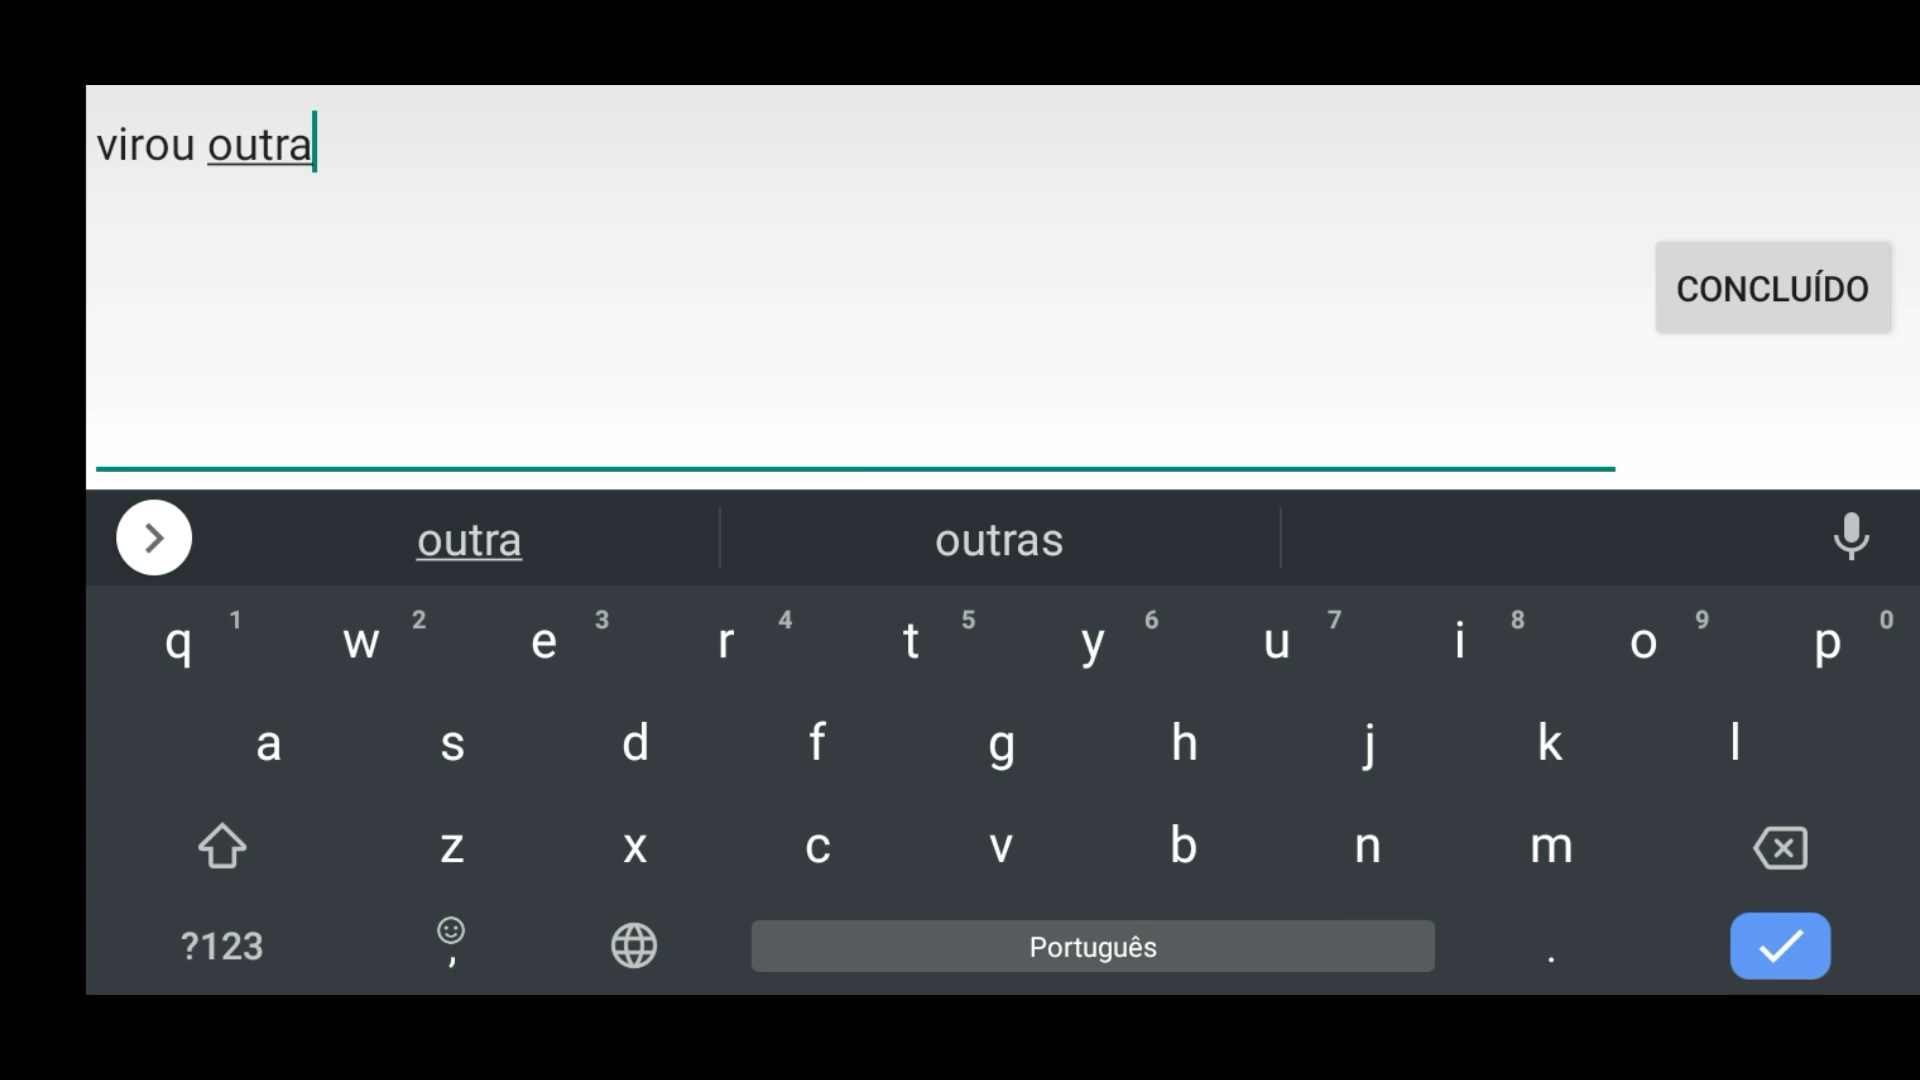 virou outra
CONCLUÍDO
outra outras
q 1 w 2 e 3 r 4 t 5 y 6 u 7 i 8 o 9 p 0
a s d f g h j k l
z x c v b n m
?123 , Português .